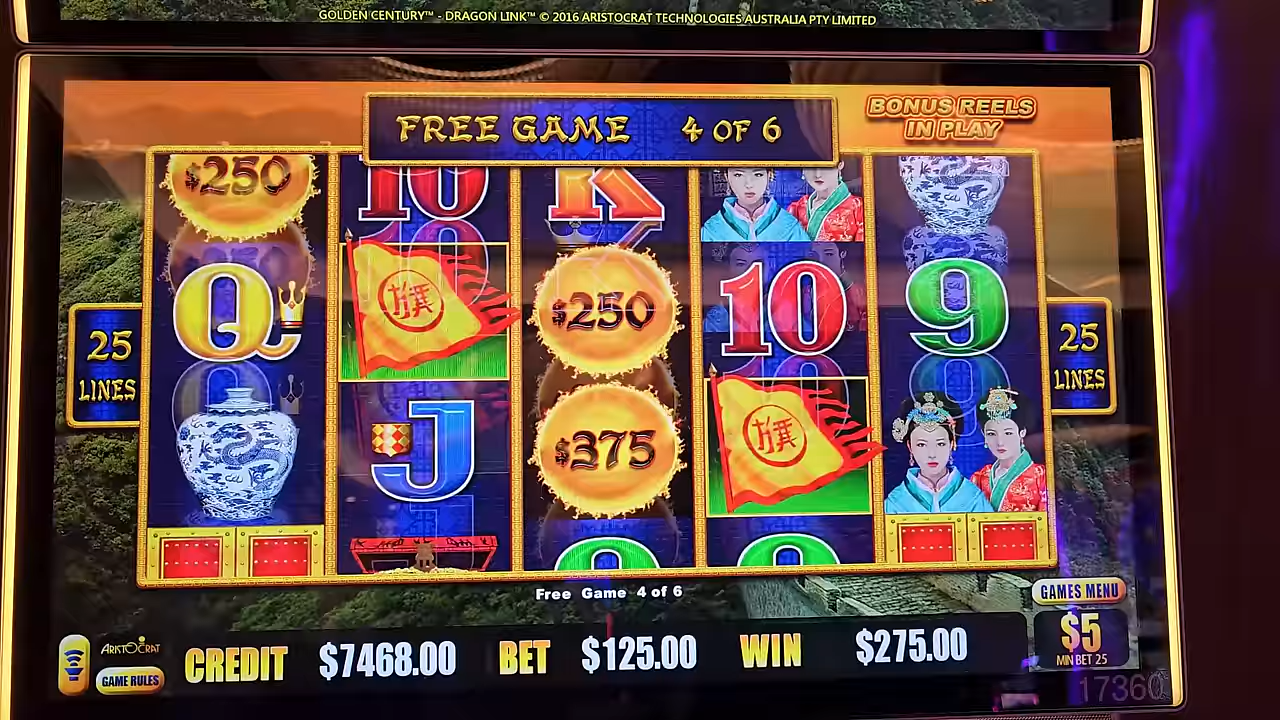 GOLDEN CENTURY™ - DRAGON LINK™ © 2016 ARISTOCRAT TECHNOLOGIES AUSTRALIA PTY LIMITED
FREE GAME 4 OF 6
BONUS REELS
IN PLAY
$250
10
K
Q
旗
$250
10
9
25
LINES
25
LINES
J
$375
旗
Free Game 4 of 6
GAMES MENU
ARISTOCRAT
GAME RULES
CREDIT $7468.00 BET $125.00 WIN $275.00
$5
MIN BET 25
17360